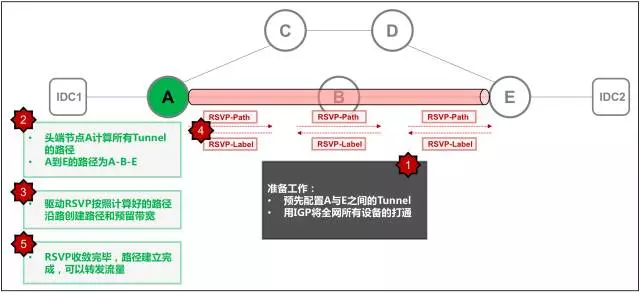 C
D
IDC1
A
B
E
IDC2
RSVP-Path
RSVP-Path
RSVP-Path
2
4
RSVP-Label
RSVP-Label
RSVP-Label
头端节点A计算所有Tunnel
的路径
A到E的路径为A-B-E
1
准备工作：
预先配置A与E之间的Tunnel
用IGP将全网所有设备的打通
3
驱动RSVP按照计算好的路径
沿路创建路径和预留带宽
5
RSVP收敛完毕，路径建立完
成，可以转发流量